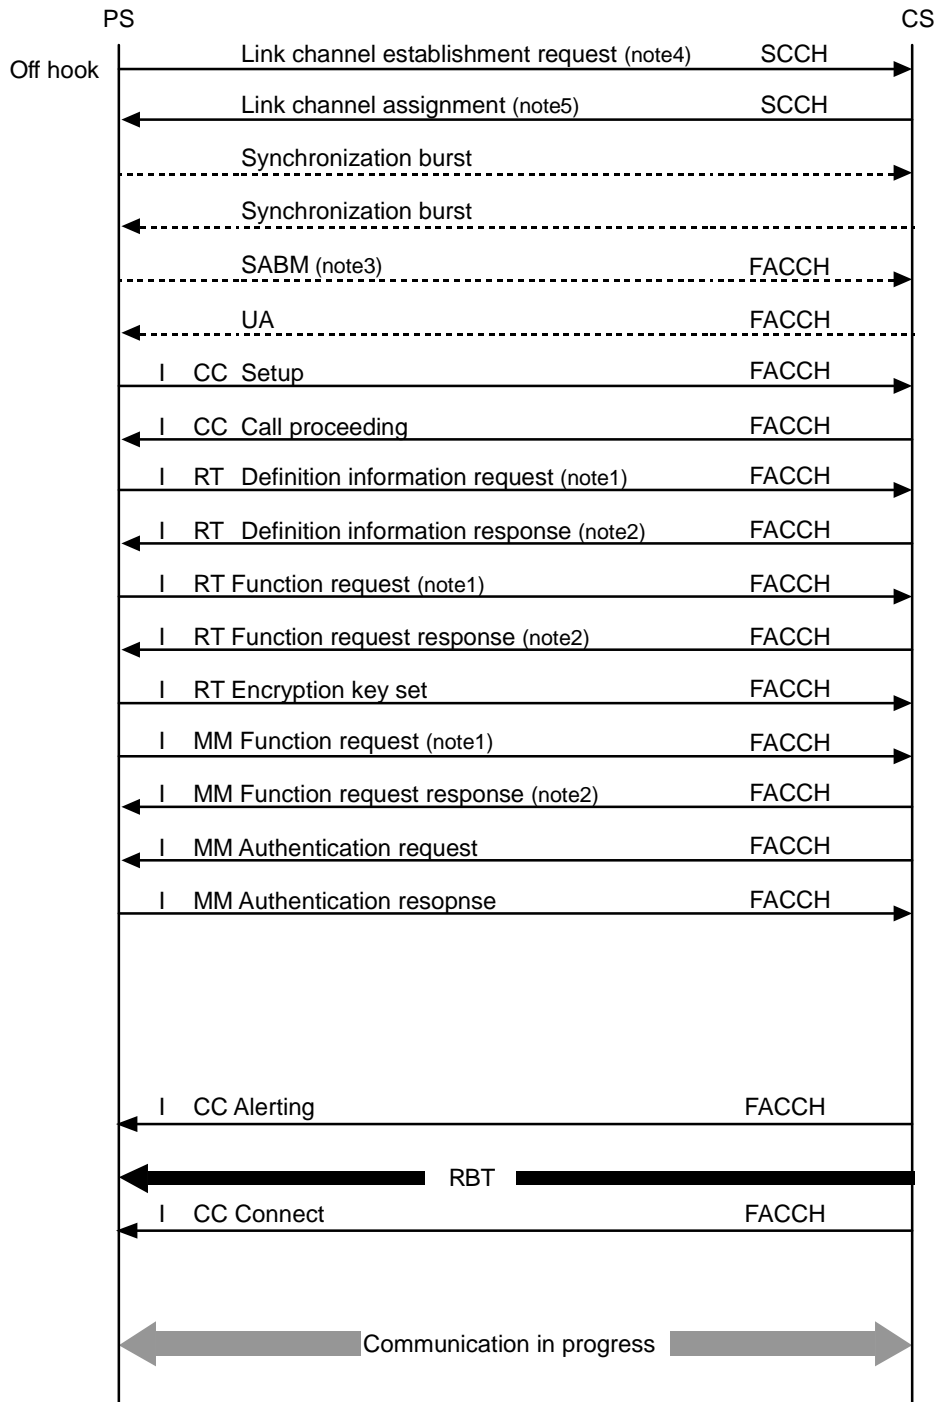 PS CS
Off hook Link channel establishment request (note4) SCCH
Link channel assignment (note5) SCCH
Synchronization burst
Synchronization burst
SABM (note3) FACCH
UA FACCH
I CC Setup FACCH
I CC Call proceeding FACCH
I RT Definition information request (note1) FACCH
I RT Definition information response (note2) FACCH
I RT Function request (note1) FACCH
I RT Function request response (note2) FACCH
I RT Encryption key set FACCH
I MM Function request (note1) FACCH
I MM Function request response (note2) FACCH
I MM Authentication request FACCH
I MM Authentication resopnse FACCH
I CC Alerting FACCH
RBT
I CC Connect FACCH
Communication in progress